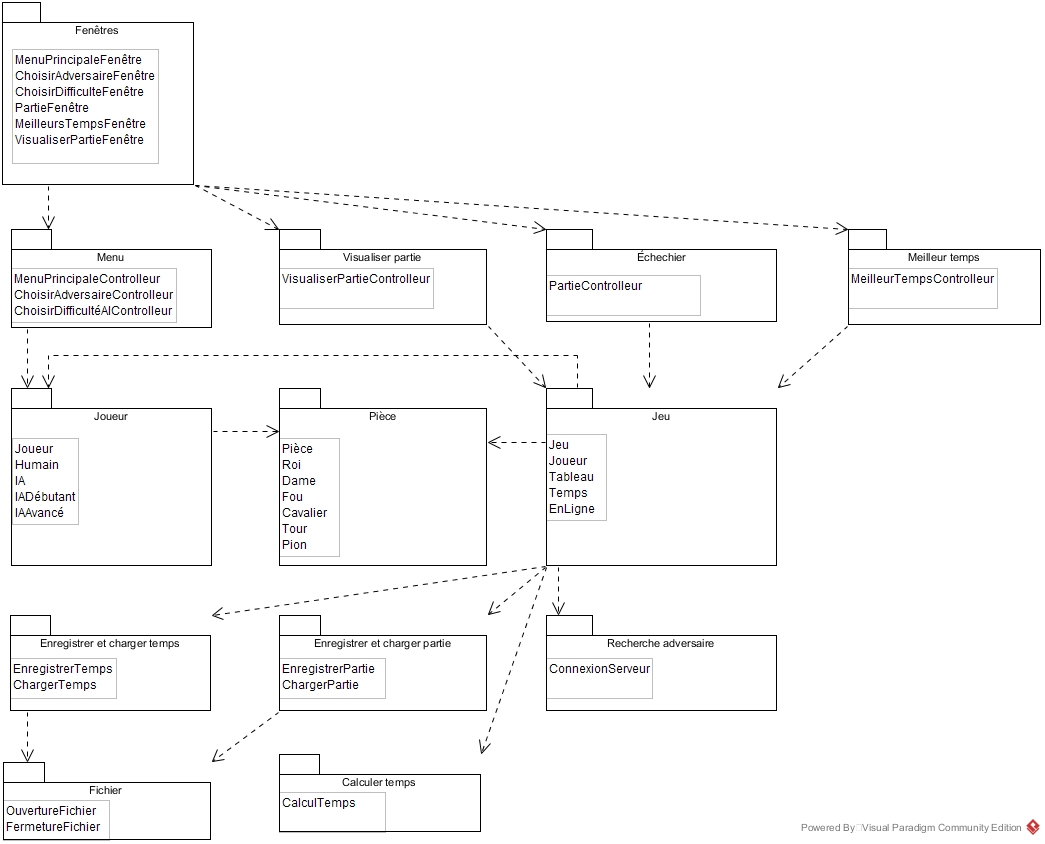 Fenêtres
MenuPrincipaleFenêtre
ChoisirAdversaireFenêtre
ChoisirDifficulteFenêtre
PartieFenêtre
MeilleursTempsFenêtre
VisualiserPartieFenêtre
Menu
MenuPrincipaleControlleur
ChoisirAdversaireControlleur
ChoisirDifficultéAIControlleur
Visualiser partie
VisualiserPartieControlleur
Échechier
PartieControlleur
Meilleur temps
MeilleurTempsControlleur
Joueur
Joueur
Humain
IA
IADébutant
IAAvancé
Pièce
Pièce
Roi
Dame
Fou
Cavalier
Tour
Pion
Jeu
Jeu
Joueur
Tableau
Temps
EnLigne
Enregistrer et charger temps
EnregistrerTemps
ChargerTemps
Enregistrer et charger partie
EnregistrerPartie
ChargerPartie
Recherche adversaire
ConnexionServeur
Fichier
OuvertureFichier
FermetureFichier
Calculer temps
CalculTemps
Powered By Visual Paradigm Community Edition